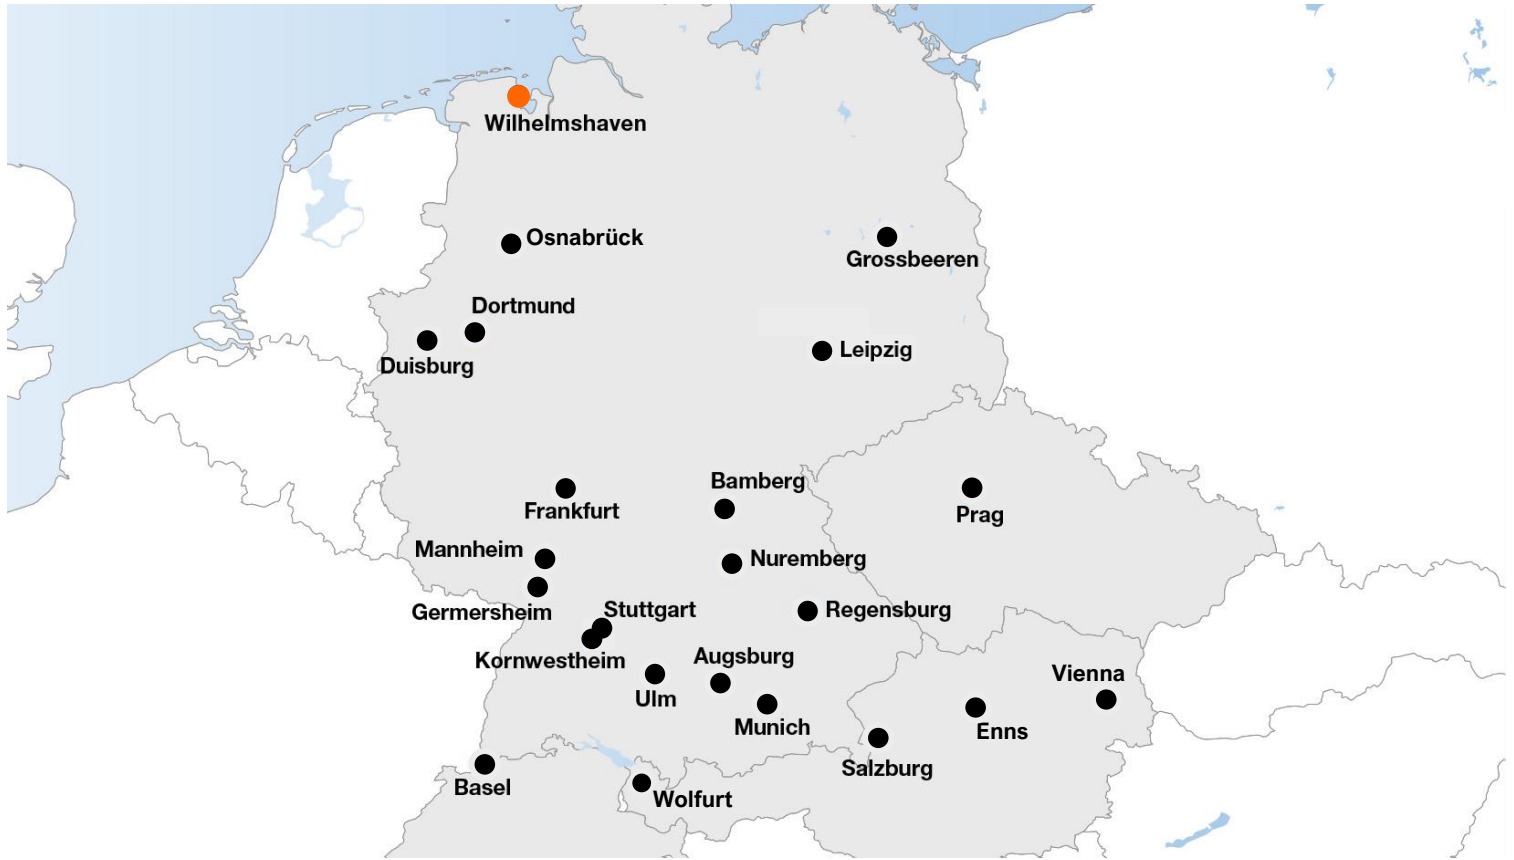 Wilhelmshaven
Osnabrück
Grossbeeren
Dortmund
Duisburg
Leipzig
Bamberg
Frankfurt
Prag
Mannheim
Nuremberg
Germersheim
Stuttgart
Regensburg
Kornwestheim
Augsburg
Vienna
Ulm
Munich
Enns
Salzburg
Basel
Wolfurt